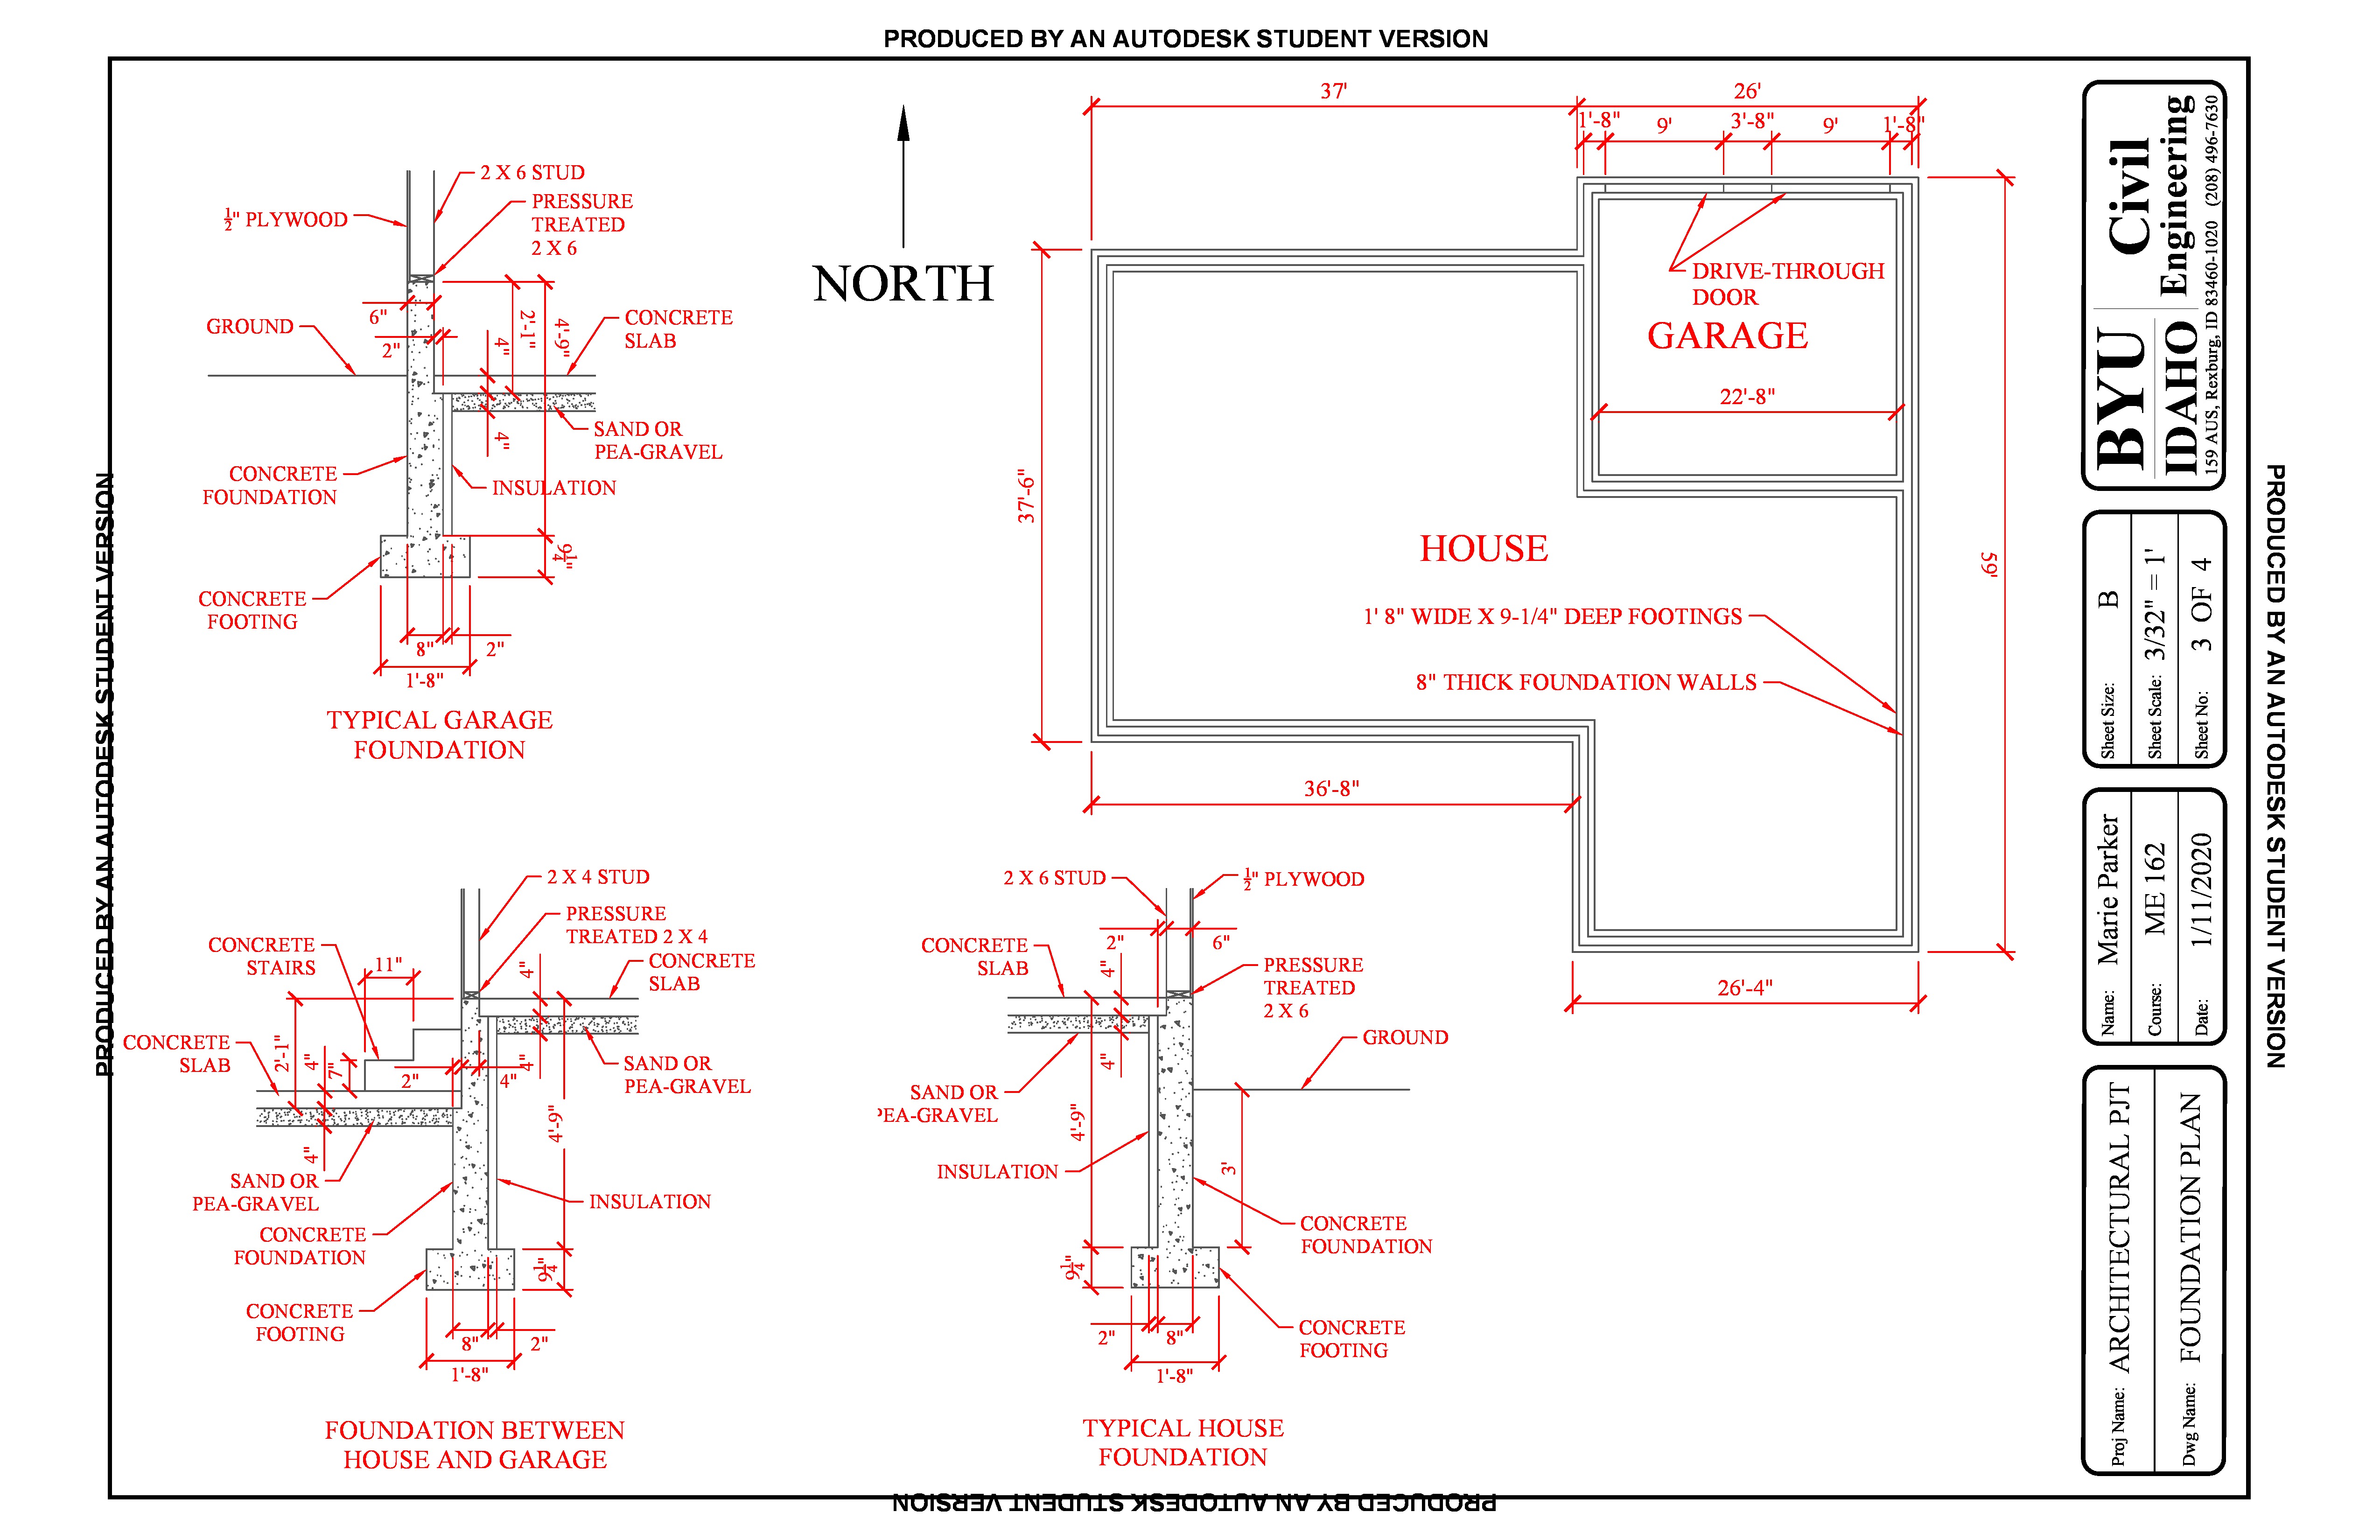 PRODUCED BY AN AUTODESK STUDENT VERSION
37'
26'
1'-8"
9'
3'-8"
9'
1'-8"
NORTH
DRIVE-THROUGH
DOOR
GARAGE
22'-8"
37'-6"
59'
HOUSE
1' 8" WIDE X 9-1/4" DEEP FOOTINGS
8" THICK FOUNDATION WALLS
36'-8"
26'-4"
2 X 6 STUD
PRESSURE
TREATED
2 X 6
½" PLYWOOD
6"
2"
GROUND
4"
2'-1"
4'-9"
CONCRETE
SLAB
SAND OR
PEA-GRAVEL
4"
CONCRETE
FOUNDATION
INSULATION
9¼"
CONCRETE
FOOTING
8"
2"
1'-8"
TYPICAL GARAGE
FOUNDATION
2 X 4 STUD
PRESSURE
TREATED 2 X 4
CONCRETE
STAIRS
11"
4"
CONCRETE
SLAB
CONCRETE
SLAB
2'-1"
4"
7"
2"
4"
4"
SAND OR
PEA-GRAVEL
4'-9"
4"
SAND OR
PEA-GRAVEL
INSULATION
CONCRETE
FOUNDATION
9¼"
CONCRETE
FOOTING
8"
2"
1'-8"
FOUNDATION BETWEEN
HOUSE AND GARAGE
2 X 6 STUD
½" PLYWOOD
CONCRETE
SLAB
2"
6"
4"
PRESSURE
TREATED
2 X 6
GROUND
4"
SAND OR
PEA-GRAVEL
4'-9"
INSULATION
3'
CONCRETE
FOUNDATION
9¼"
CONCRETE
FOOTING
2"
8"
1'-8"
TYPICAL HOUSE
FOUNDATION
BYU Civil
IDAHO Engineering
159 AUS, Rexburg, ID 83460-1020 (208) 496-7630
Sheet Size: B
Sheet Scale: 3/32" = 1'
Sheet No: 3 OF 4
Name: Marie Parker
Course: ME 162
Date: 1/11/2020
Proj Name: ARCHITECTURAL PJT
Dwg Name: FOUNDATION PLAN
PRODUCED BY AN AUTODESK STUDENT VERSION
PRODUCED BY AN AUTODESK STUDENT VERSION
PRODUCED BY AN AUTODESK STUDENT VERSION